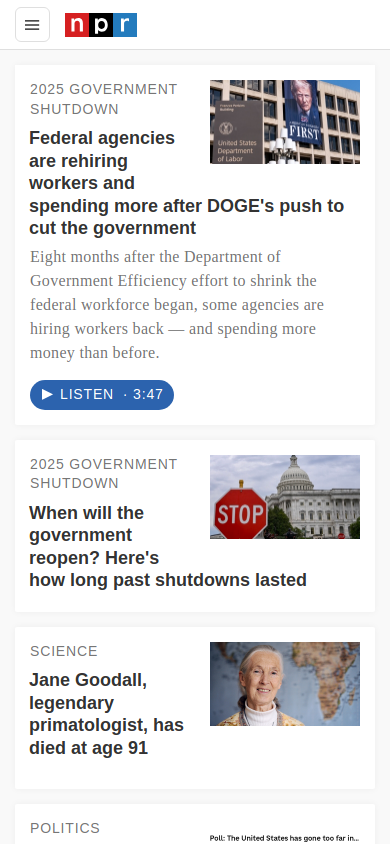 npr
2025 GOVERNMENT
SHUTDOWN
Federal agencies
are rehiring
workers and
spending more after DOGE's push to
cut the government
United States
Department
of Labor
FIRST
Eight months after the Department of
Government Efficiency effort to shrink the
federal workforce began, some agencies are
hiring workers back — and spending more
money than before.
LISTEN · 3:47
2025 GOVERNMENT
SHUTDOWN
When will the
government
reopen? Here's
how long past shutdowns lasted
STOP
SCIENCE
Jane Goodall,
legendary
primatologist, has
died at age 91
POLITICS
Poll: The United States has gone too far in...